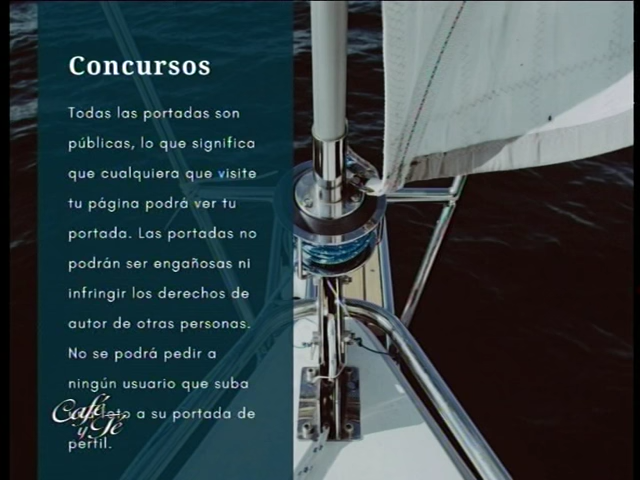 Concursos
Todas las portadas son
públicas, lo que significa
que cualquiera que visite
tu página podrá ver tu
portada. Las portadas no
podrán ser engañosas ni
infringir los derechos de
autor de otras personas.
No se podrá pedir a
ningún usuario que suba
a su portada de
perfil.
Café
y Té